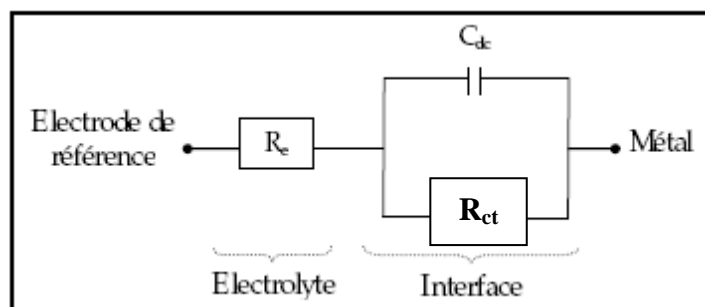 C_dc
Electrode de
référence
R_e
Métal
R_ct
Electrolyte
Interface